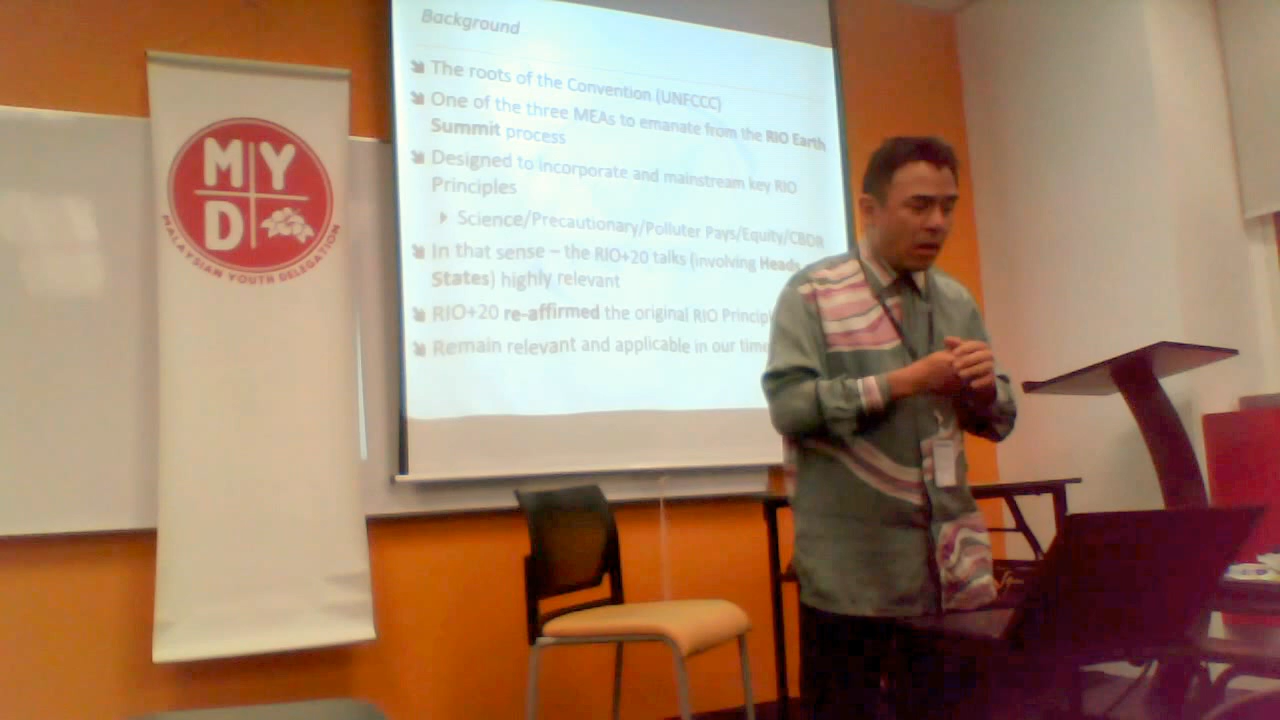 Background
The roots of the Convention (UNFCCC)
One of the three MEAs to emanate from the RIO Earth
Summit process
Designed to incorporate and mainstream key RIO
Principles
Science/Precautionary/Polluter Pays/Equity/CBDR
In that sense – the RIO+20 talks (involving Heads
States) highly relevant
RIO+20 re-affirmed the original RIO Princip
Remain relevant and applicable in our time
MY
D
MALAYSIAN YOUTH DELEGATION